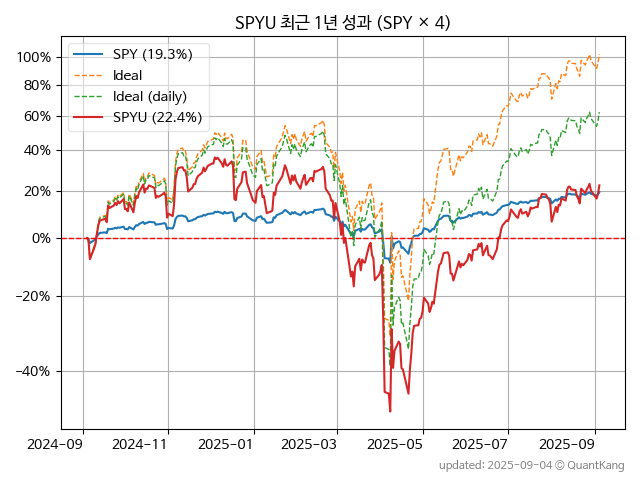 SPYU 최근 1년 성과 (SPY × 4)
SPY (19.3%)
Ideal
Ideal (daily)
SPYU (22.4%)
100%
80%
60%
40%
20%
0%
−20%
−40%
2024-09
2024-11
2025-01
2025-03
2025-05
2025-07
2025-09
updated: 2025-09-04 © QuantKang